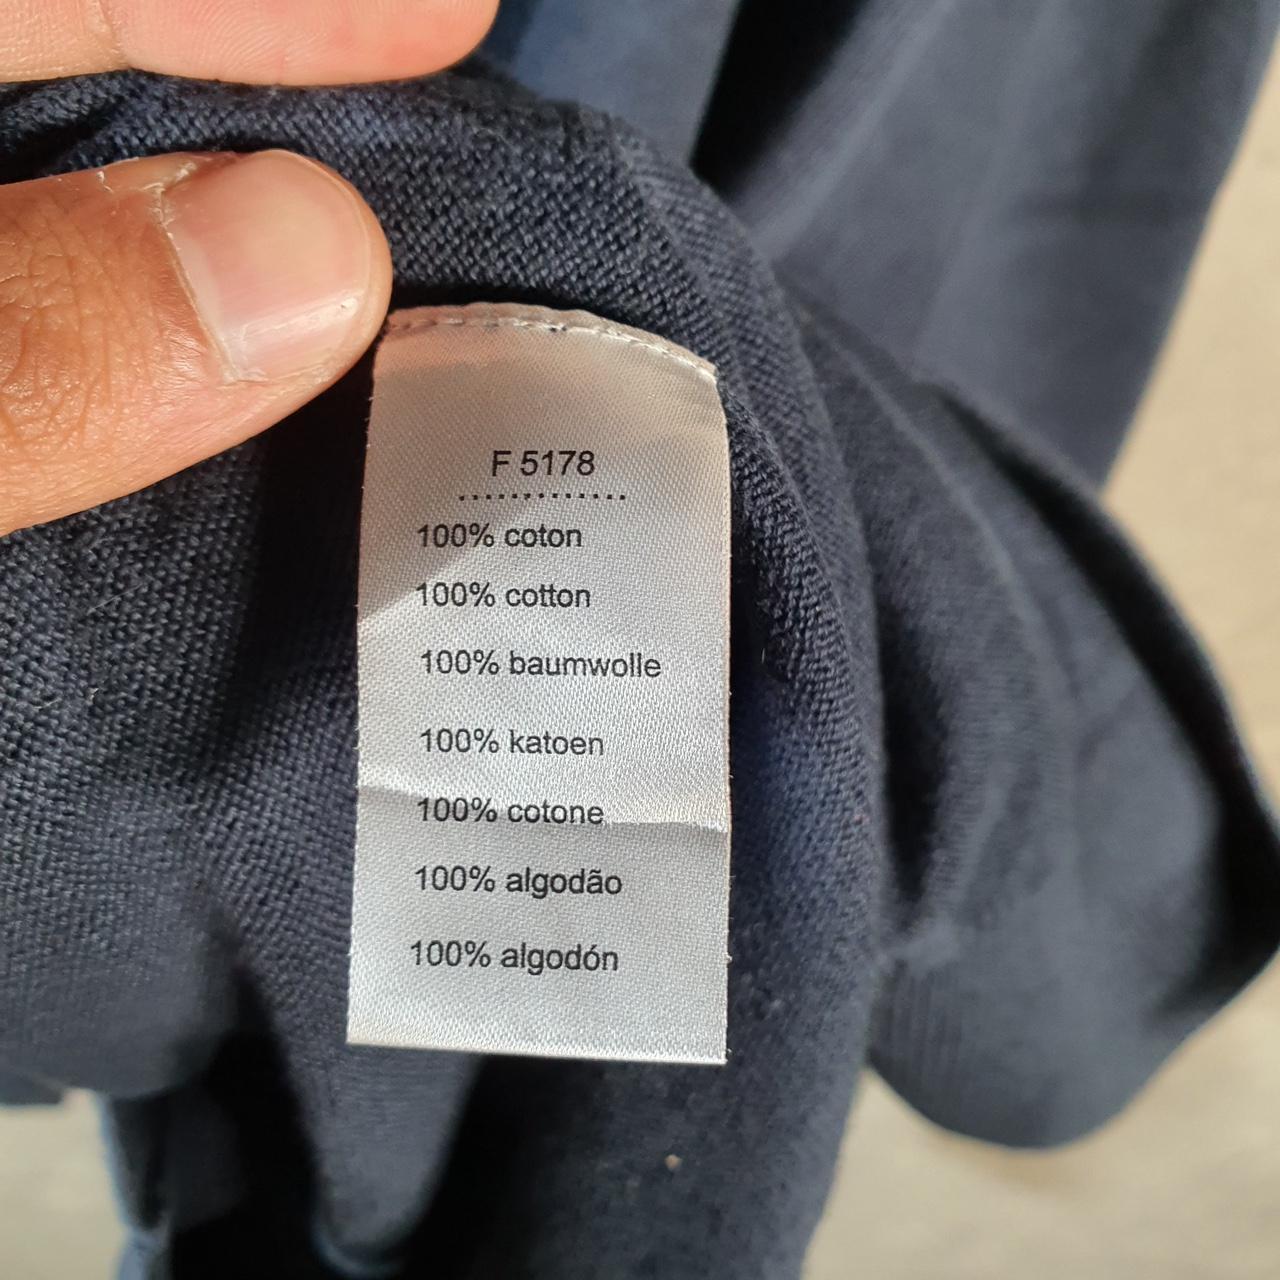 F 5178
..............
100% coton
100% cotton
100% baumwolle
100% katoen
100% cotone
100% algodão
100% algodón